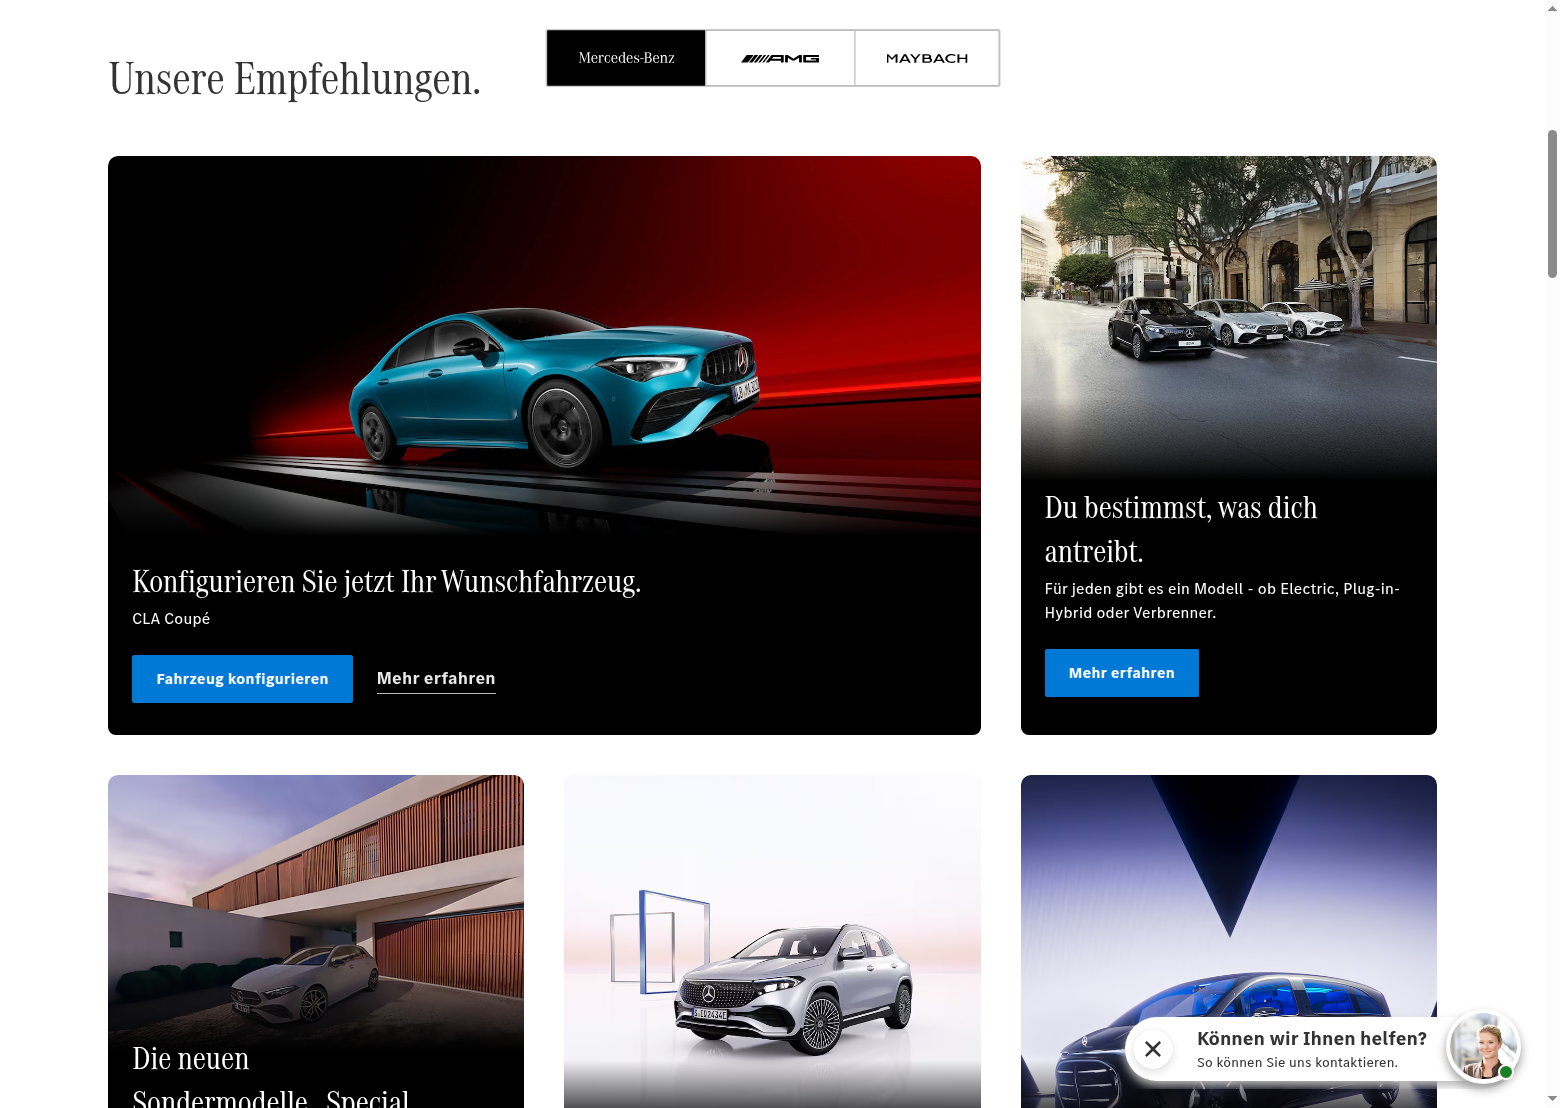 Mercedes-Benz
AMG
MAYBACH
Unsere Empfehlungen.
Konfigurieren Sie jetzt Ihr Wunschfahrzeug.
CLA Coupé
Fahrzeug konfigurieren
Mehr erfahren
Du bestimmst, was dich
antreibt.
Für jeden gibt es ein Modell - ob Electric, Plug-in-
Hybrid oder Verbrenner.
Mehr erfahren
Die neuen
Sondermodelle „Special
Können wir Ihnen helfen?
So können Sie uns kontaktieren.